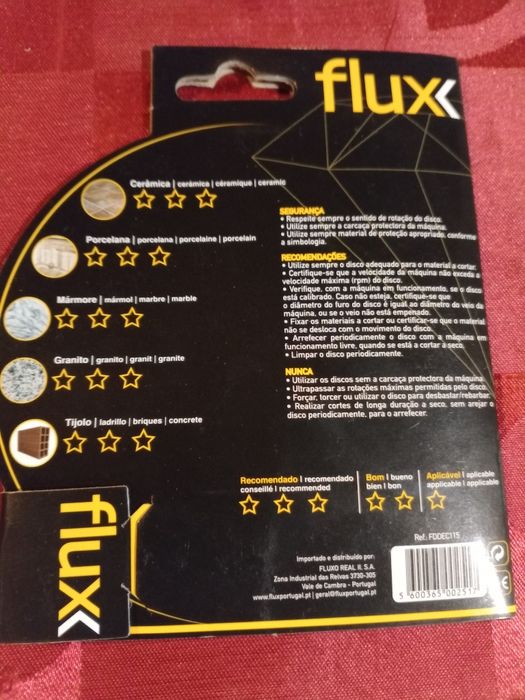 flux
Cerâmica | cerámica | céramique | ceramic
Porcelana | porcelana | porcelaine | porcelain
Mármore | mármol | marbre | marble
Granito | granito | granit | granite
Tijolo | ladrillo | briques | concrete
SEGURANÇA
• Respeite sempre o sentido de rotação do disco.
• Utilize sempre a carcaça protectora da máquina.
• Utilize sempre material de proteção apropriado, conforme
a simbologia.
RECOMENDAÇÕES
• Utilize sempre o disco adequado para o material a cortar.
• Certifique-se que a velocidade da máquina não exceda a
velocidade máxima (rpm) do disco.
• Verifique, com a máquina em funcionamento, se o disco
está calibrado. Caso não esteja, certifique-se que
o diâmetro do furo do disco é igual ao diâmetro do veio da
máquina, ou se o veio não está empenado.
• Fixar os materiais a cortar ou certificar-se que o material
não se desloca com o movimento do disco.
• Arrefecer periodicamente o disco com a máquina em
funcionamento livre, quando se está a cortar a seco.
• Limpar o disco periodicamente.
NUNCA
• Utilizar os discos sem a carcaça protectora da máquina.
• Ultrapassar as rotações máximas permitidas pelo disco.
• Forçar, torcer ou utilizar o disco para desbastar/rebarbar.
• Realizar cortes de longa duração a seco, sem arejar o
disco periodicamente, para o arrefecer.
Recomendado | recomendado
conseillé | recommended
Bom | bueno
bien | bon
Aplicável | aplicable
applicable | applicable
Ref.: FDDEC115
flux
Importado e distribuido por:
FLUXO REAL II, S.A.
Zona Industrial das Relvas 3730-305
Vale de Cambra - Portugal
www.fluxportugal.pt | geral@fluxportugal.pt
5 600365 002517